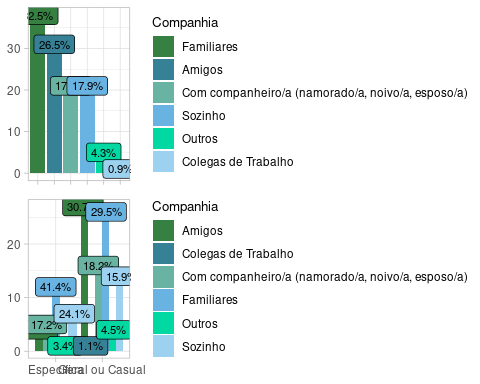 Companhia
2.5%
30
26.5%
17
17.9%
20
10
4.3%
0.9%
0
Familiares
Amigos
Com companheiro/a (namorado/a, noivo/a, esposo/a)
Sozinho
Outros
Colegas de Trabalho
Companhia
30.
29.5%
20
18.2%
15.9%
41.4%
10
24.1%
17.2%
4.5%
3.4%
1.1%
0
Geral ou Casual
Amigos
Colegas de Trabalho
Com companheiro/a (namorado/a, noivo/a, esposo/a)
Familiares
Outros
Sozinho